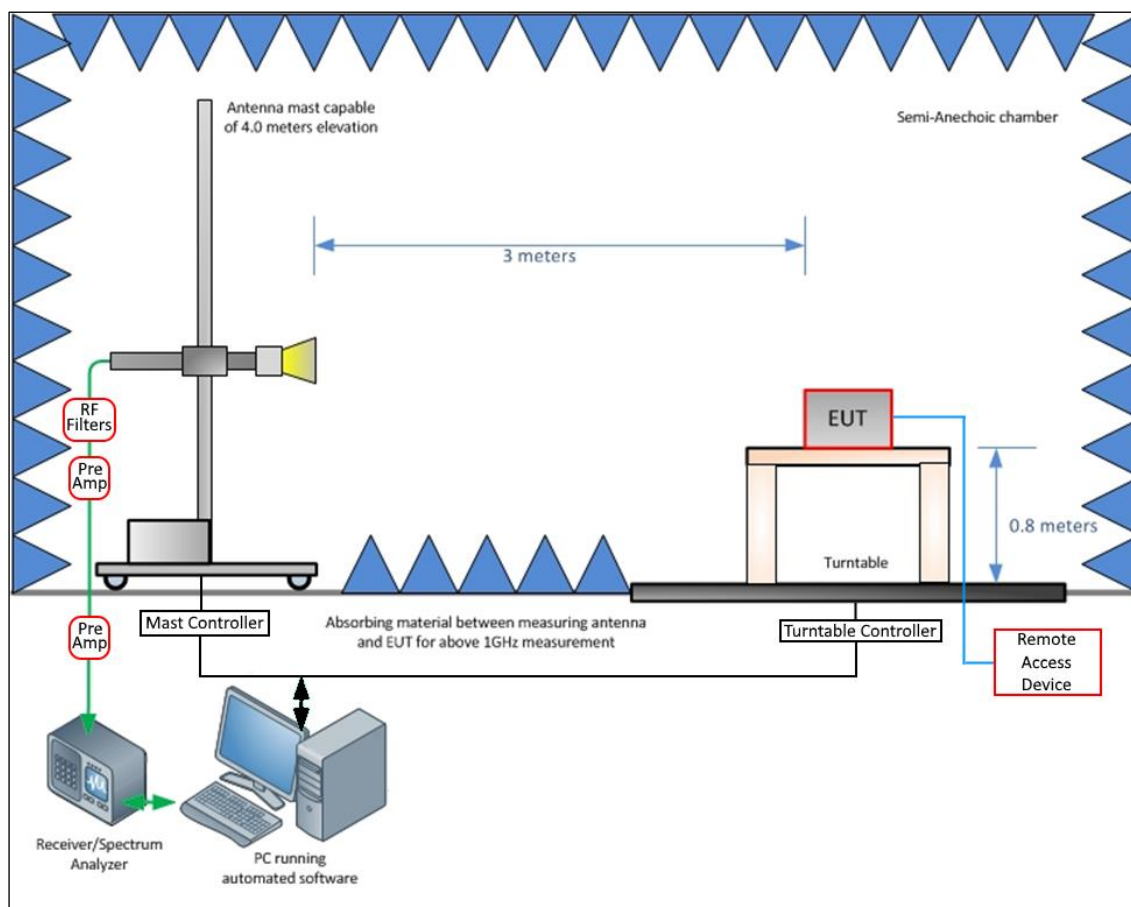 Antenna mast capable
of 4.0 meters elevation
Semi-Anechoic chamber
3 meters
RF
Filters
Pre
Amp
EUT
0.8 meters
Turntable
Pre
Amp
Mast Controller
Absorbing material between measuring antenna
and EUT for above 1GHz measurement
Turntable Controller
Remote
Access
Device
Receiver/Spectrum
Analyzer
PC running
automated software